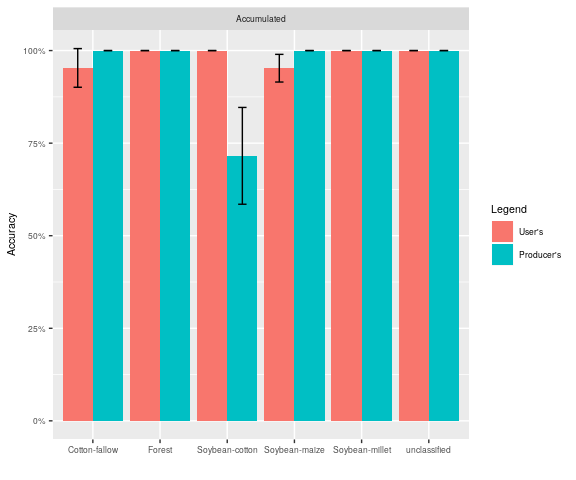 Accumulated
100%
75%
50%
25%
0%
Accuracy
Cotton-fallow Forest Soybean-cotton Soybean-maize Soybean-millet unclassified
Legend
User's
Producer's